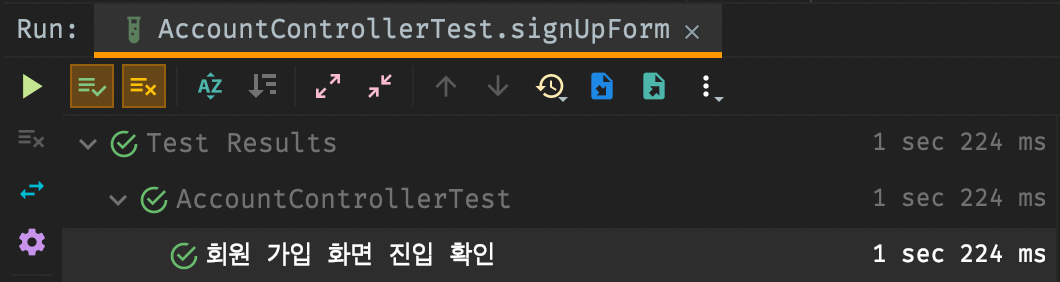 Run: AccountControllerTest.signUpForm ×
AZ
Test Results 1 sec 224 ms
AccountControllerTest 1 sec 224 ms
회원 가입 화면 진입 확인 1 sec 224 ms